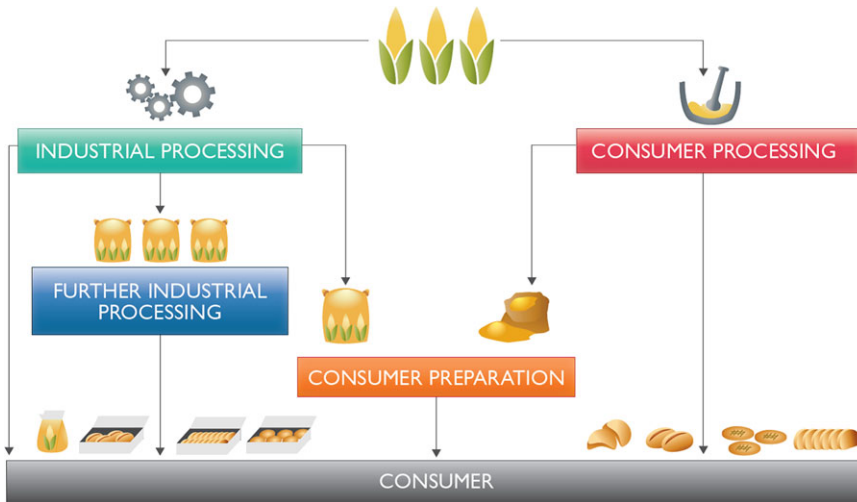 INDUSTRIAL PROCESSING
CONSUMER PROCESSING
FURTHER INDUSTRIAL
PROCESSING
CONSUMER PREPARATION
CONSUMER